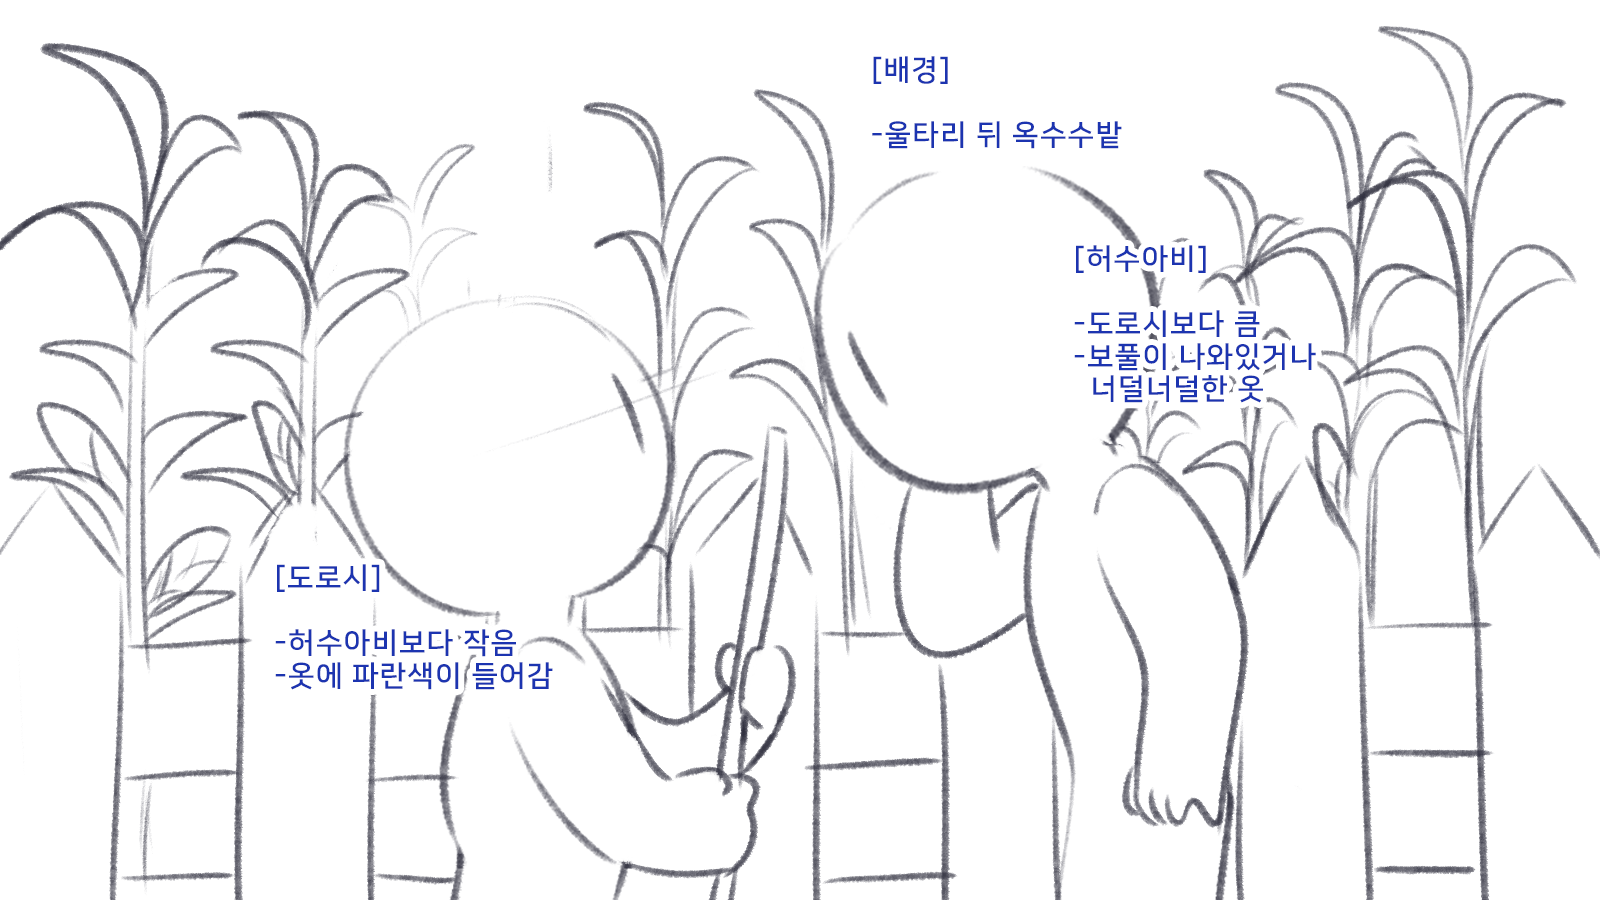 [배경]
-울타리 뒤 옥수수밭
[허수아비]
-도로시보다 큼
-보풀이 나와있거나
너덜너덜한 옷
[도로시]
-허수아비보다 작음
-옷에 파란색이 들어감